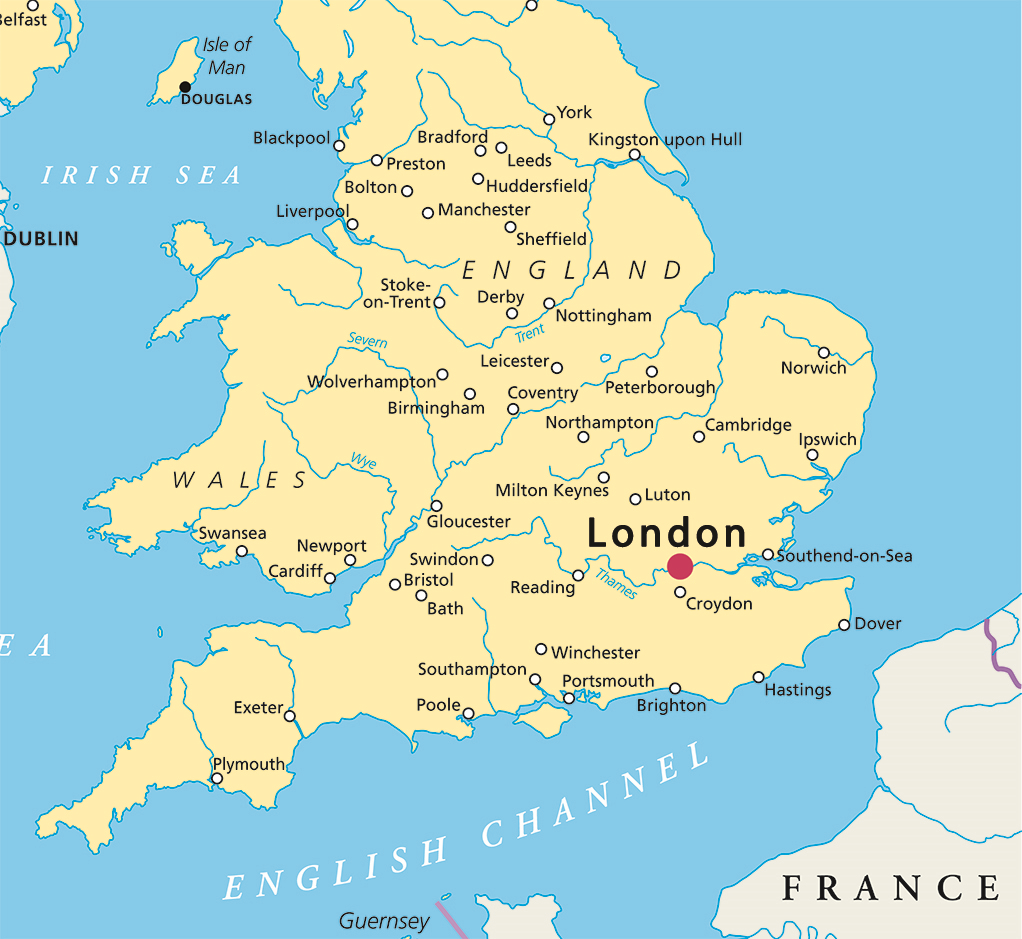 Belfast
Isle of
Man
DOUGLAS
York
Blackpool
Bradford
Kingston upon Hull
Preston
Leeds
IRISH SEA
Bolton
Huddersfield
Liverpool
Manchester
DUBLIN
Sheffield
ENGLAND
Stoke-
on-Trent
Derby
Nottingham
Trent
Severn
Leicester
Norwich
Wolverhampton
Peterborough
Birmingham
Coventry
Northampton
Cambridge
Ipswich
Wye
WALES
Milton Keynes
Luton
Gloucester
Swansea
London
Newport
Swindon
Southend-on-Sea
Cardiff
Bristol
Reading
Thames
Bath
Croydon
Dover
EA
Winchester
Southampton
Portsmouth
Hastings
Exeter
Poole
Brighton
Plymouth
ENGLISH CHANNEL
FRANCE
Guernsey